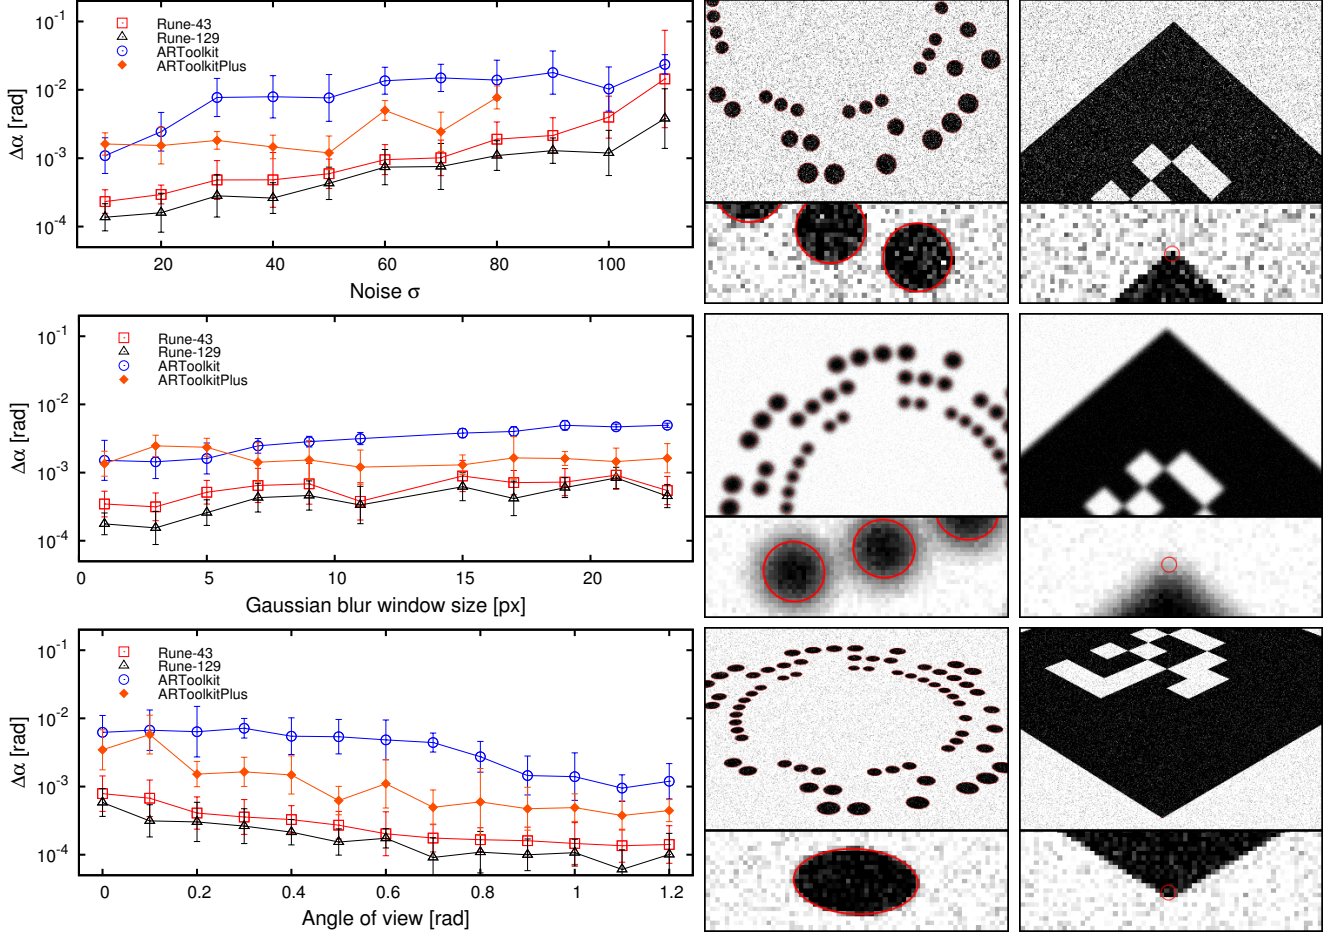 10⁻¹
10⁻²
10⁻³
10⁻⁴
Δα [rad]
Rune-43
Rune-129
ARToolkit
ARToolkitPlus
20 40 60 80 100
Noise σ
10⁻¹
10⁻²
10⁻³
10⁻⁴
Δα [rad]
Rune-43
Rune-129
ARToolkit
ARToolkitPlus
0 5 10 15 20
Gaussian blur window size [px]
10⁻¹
10⁻²
10⁻³
10⁻⁴
Δα [rad]
Rune-43
Rune-129
ARToolkit
ARToolkitPlus
0 0.2 0.4 0.6 0.8 1 1.2
Angle of view [rad]